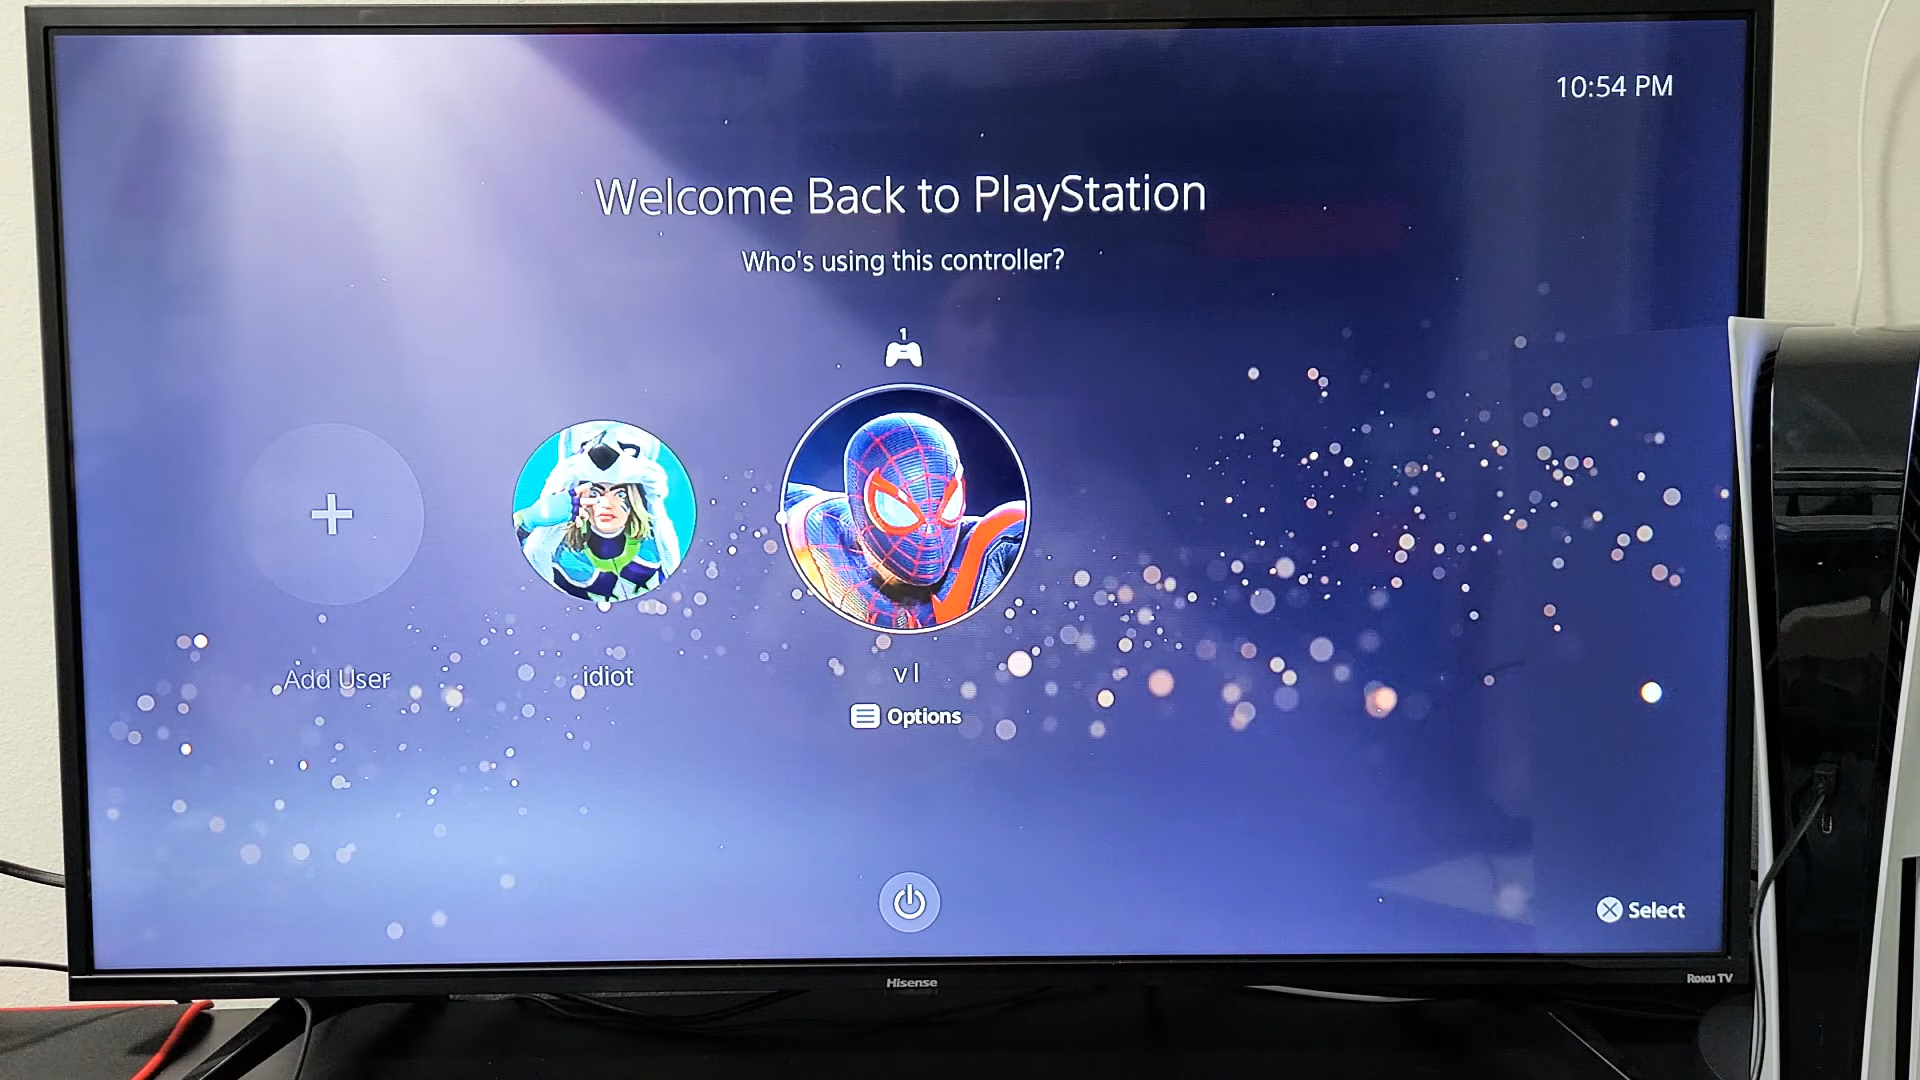 10:54 PM
Welcome Back to PlayStation
Who's using this controller?
1
Add User
idiot
v l
Options
Select
Hisense
Roku TV